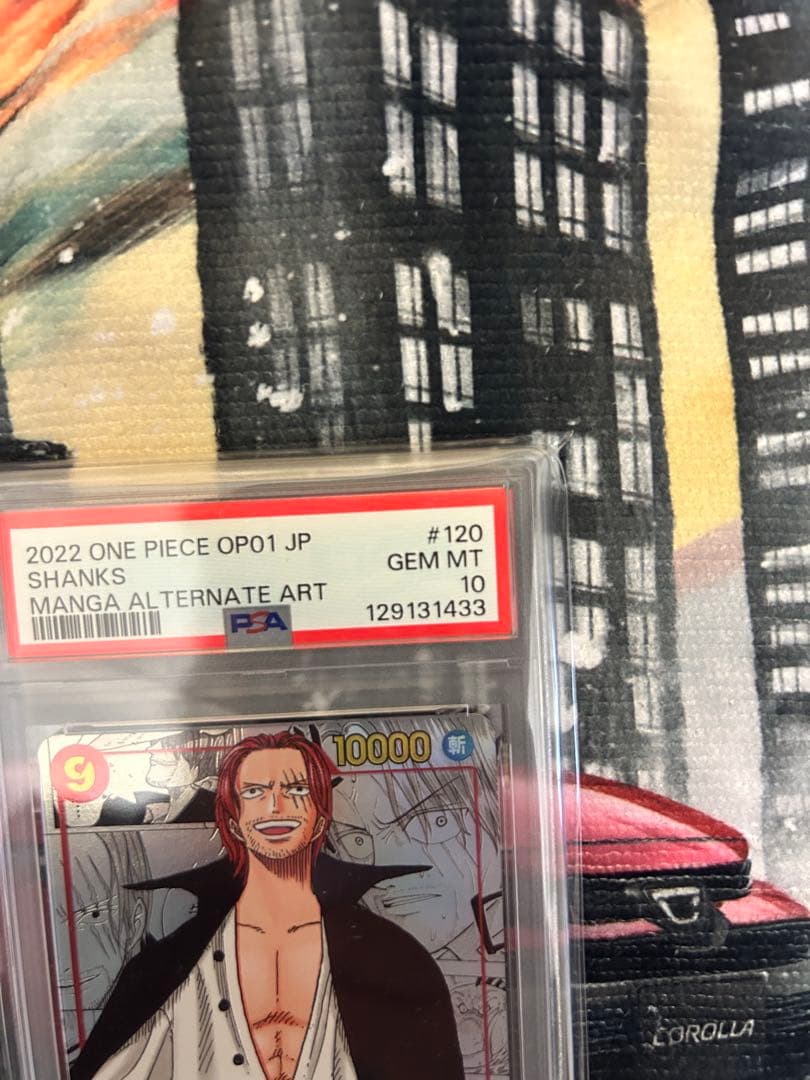 2022 ONE PIECE OP01 JP #120
SHANKS GEM MT
MANGA ALTERNATE ART 10
PSA 129131433
9 10000 斬
COROLLA